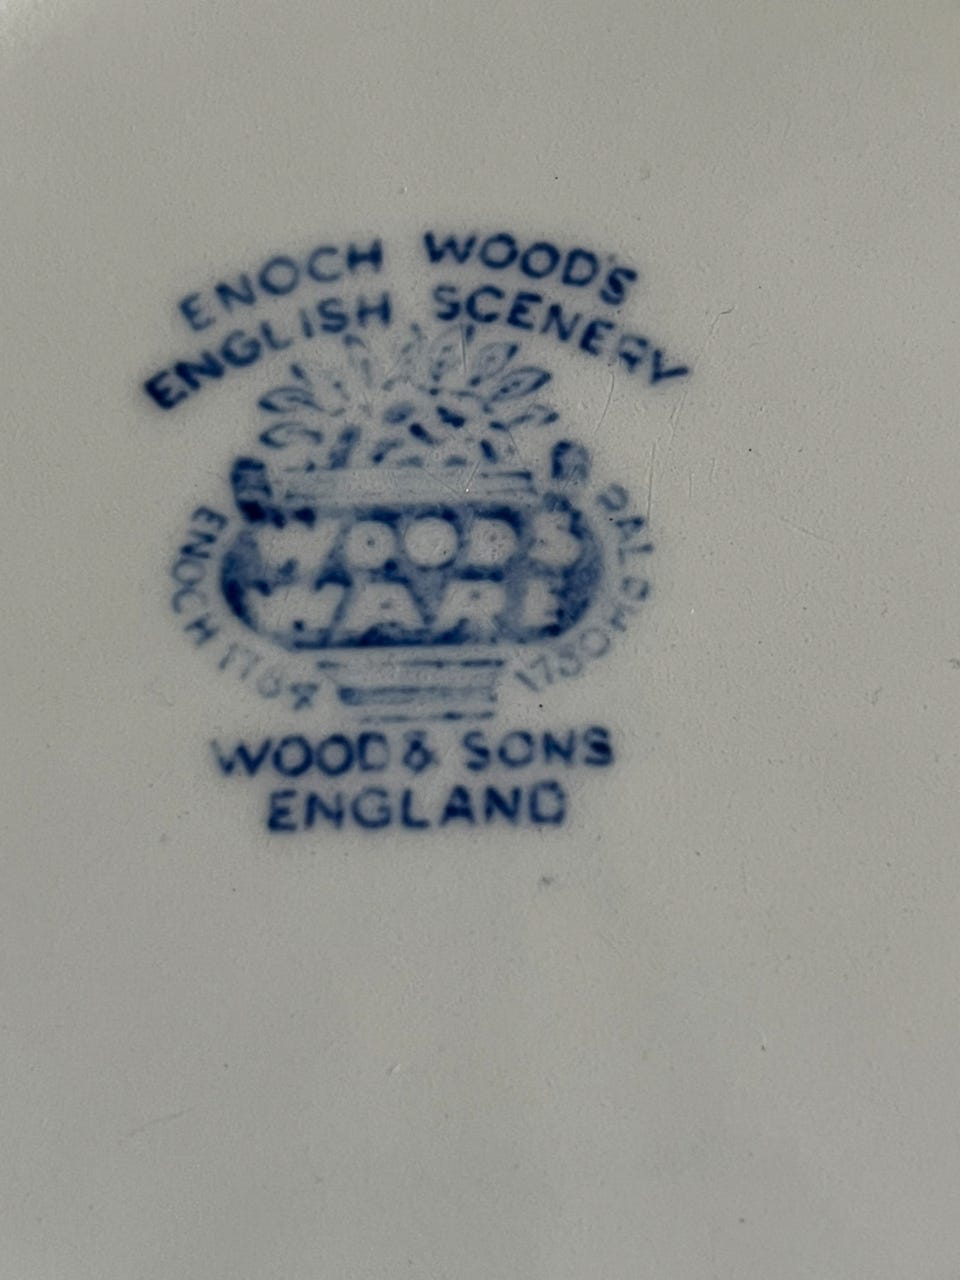 ENOCH WOOD'S
ENGLISH SCENERY
WOODS
WARE
ENOCH 1784
RALPH 1750
WOOD & SONS
ENGLAND